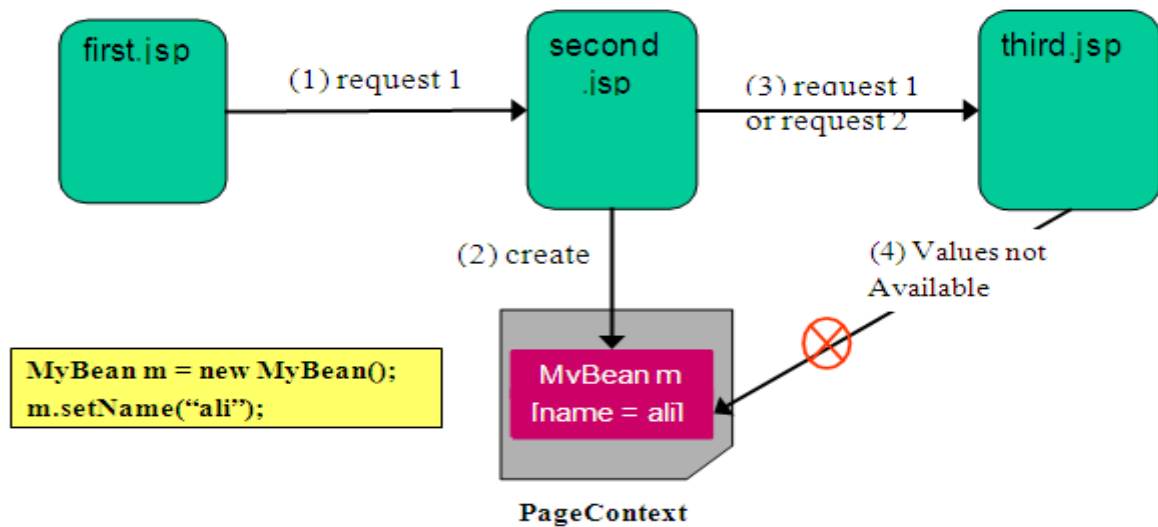 first.jsp
second
.jsp
third.jsp
(1) request 1
(3) request 1
or request 2
(2) create
(4) Values not
Available
MyBean m = new MyBean();
m.setName(“ali”);
MyBean m
[name = ali]
PageContext